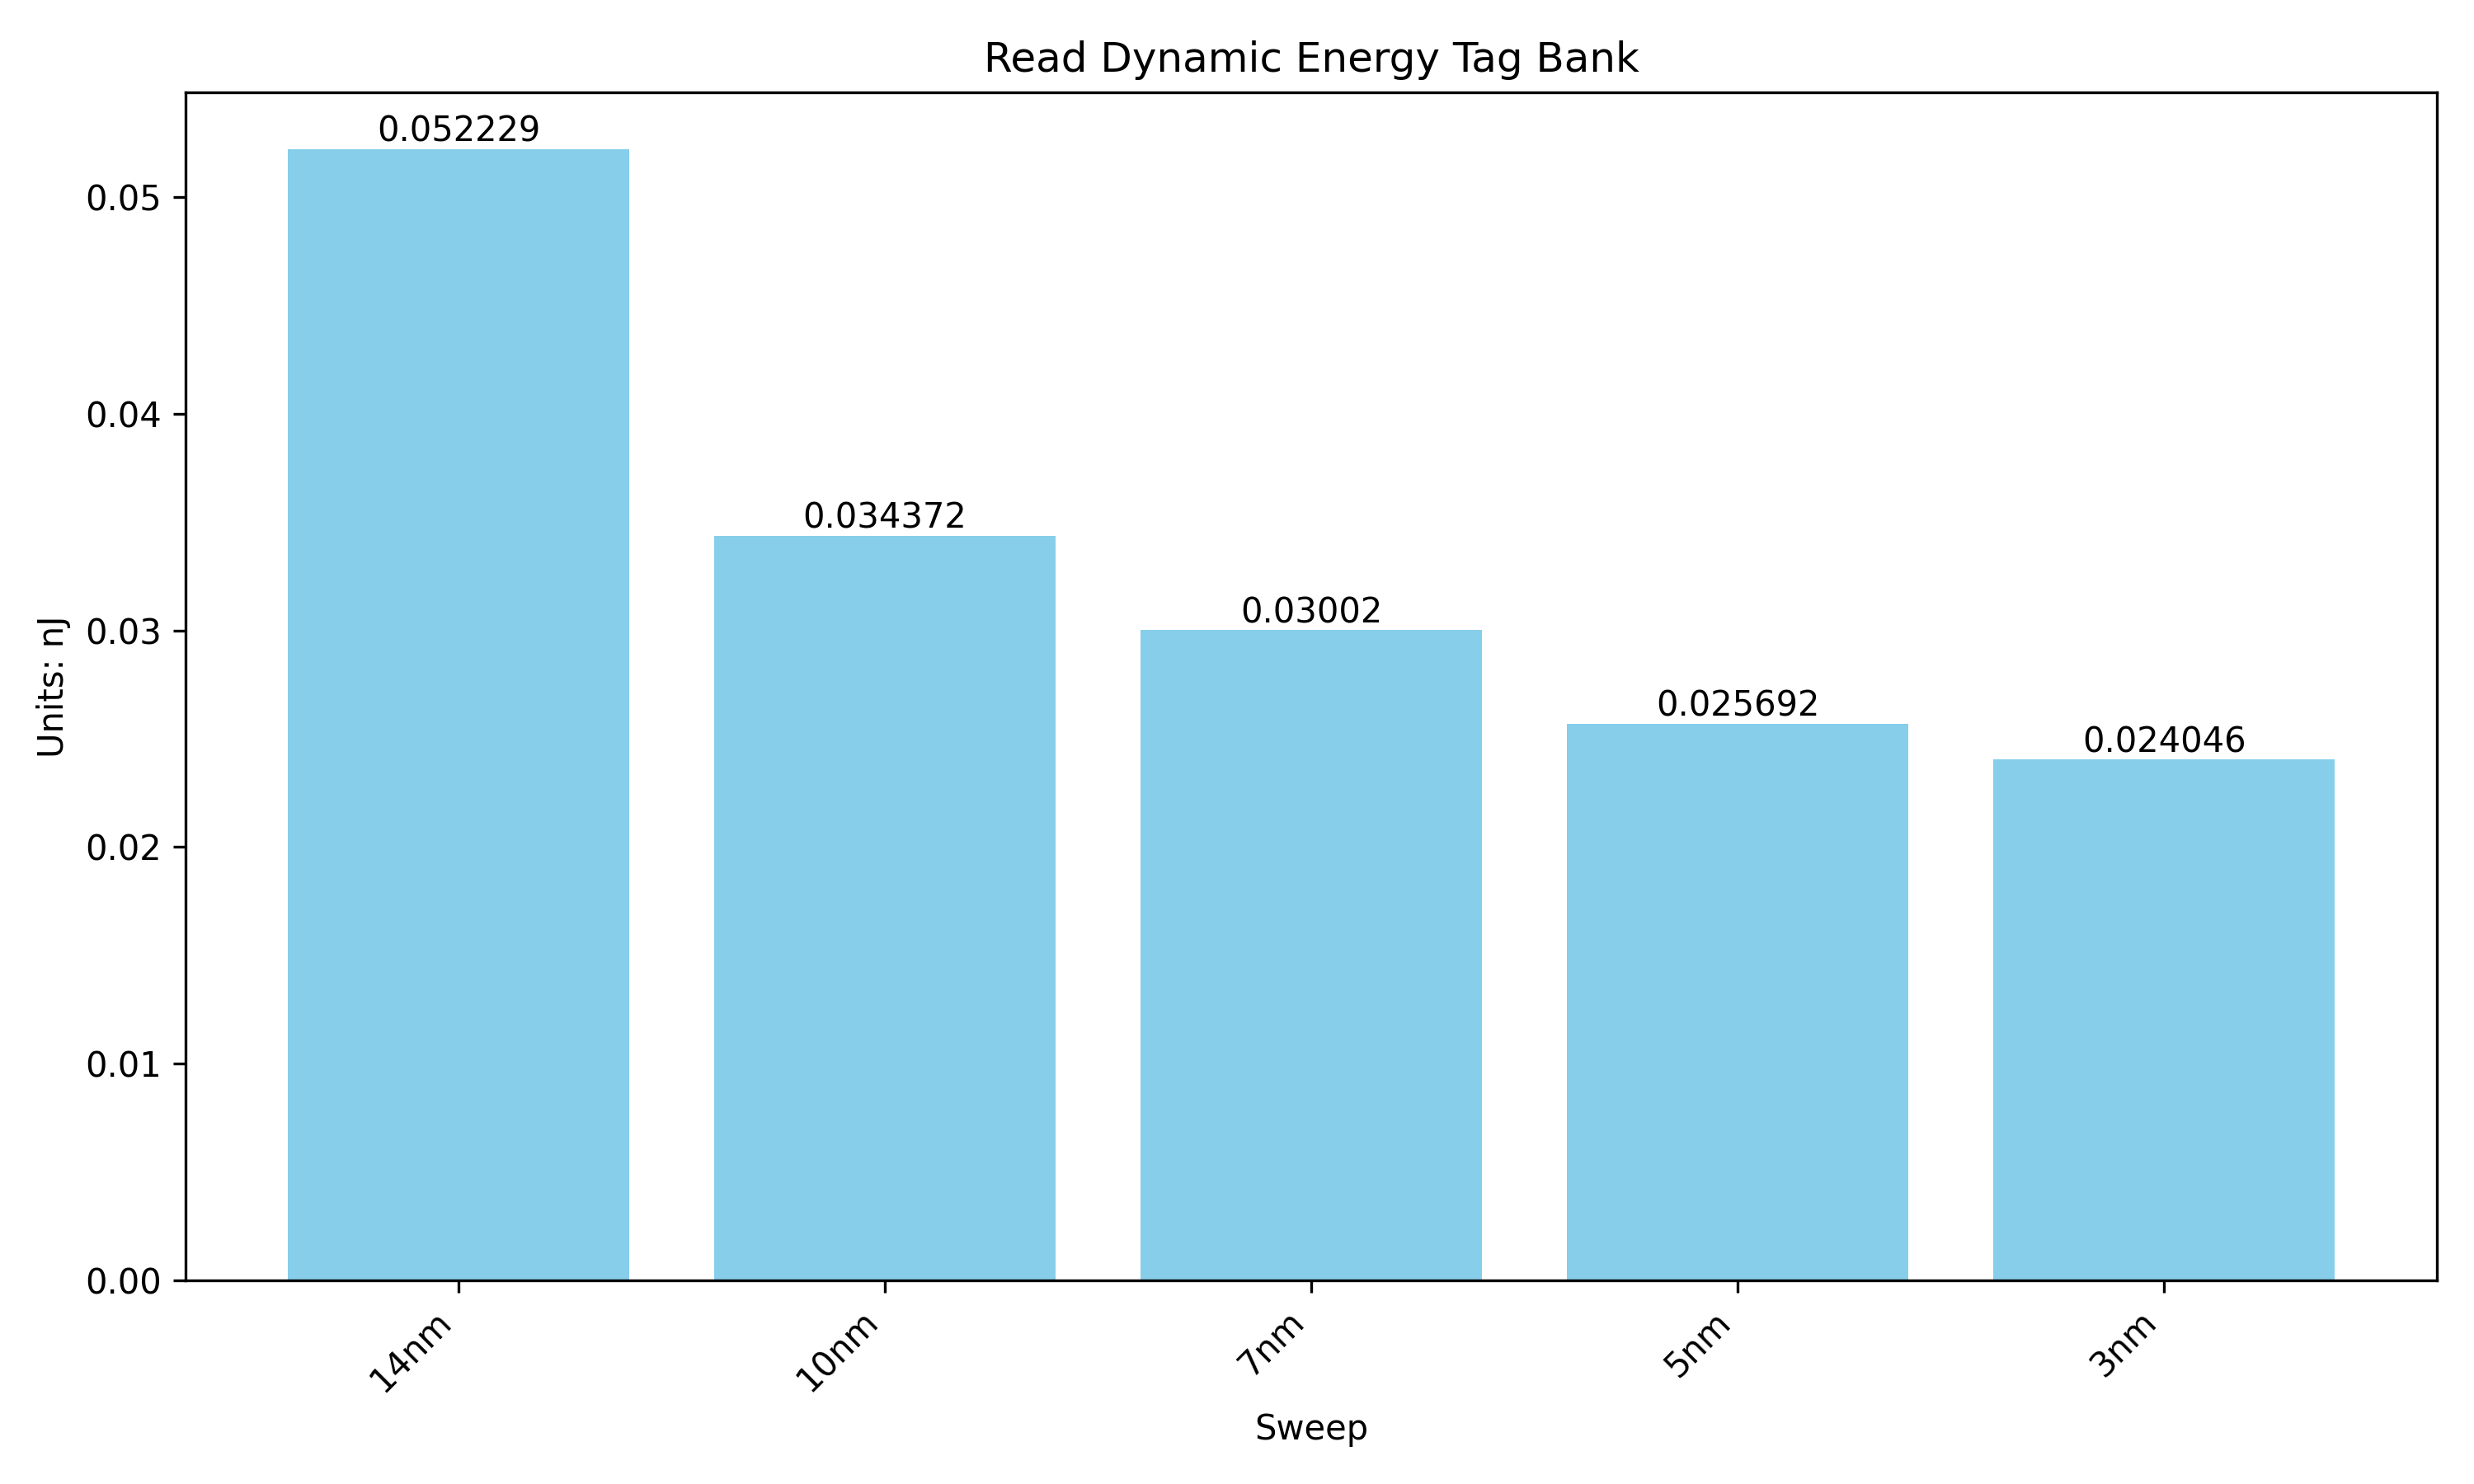 Read Dynamic Energy Tag Bank
Units: nJ
0.05
0.04
0.03
0.02
0.01
0.00
0.052229
0.034372
0.03002
0.025692
0.024046
14nm
10nm
7nm
5nm
3nm
Sweep